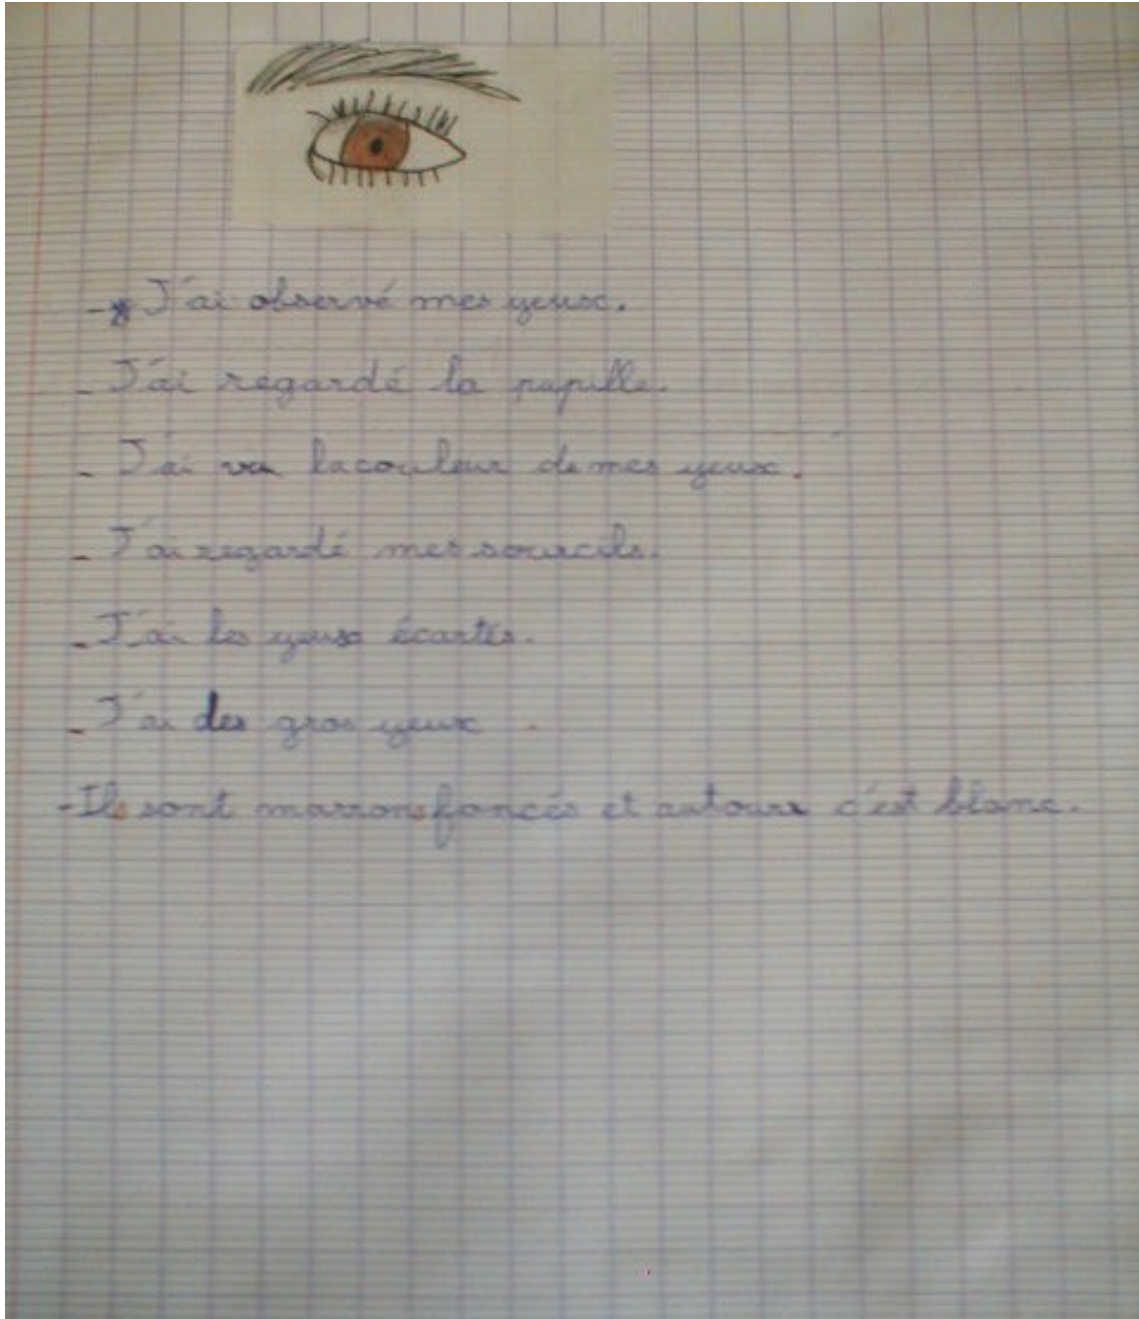 - J'ai observé mes yeux.
- J'ai regardé la pupille.
- J'ai vu la couleur de mes yeux.
- J'ai regardé mes sourcils.
- J'ai les yeux écartés.
- J'ai des gros yeux.
- Ils sont marrons foncés et autour c'est blanc.